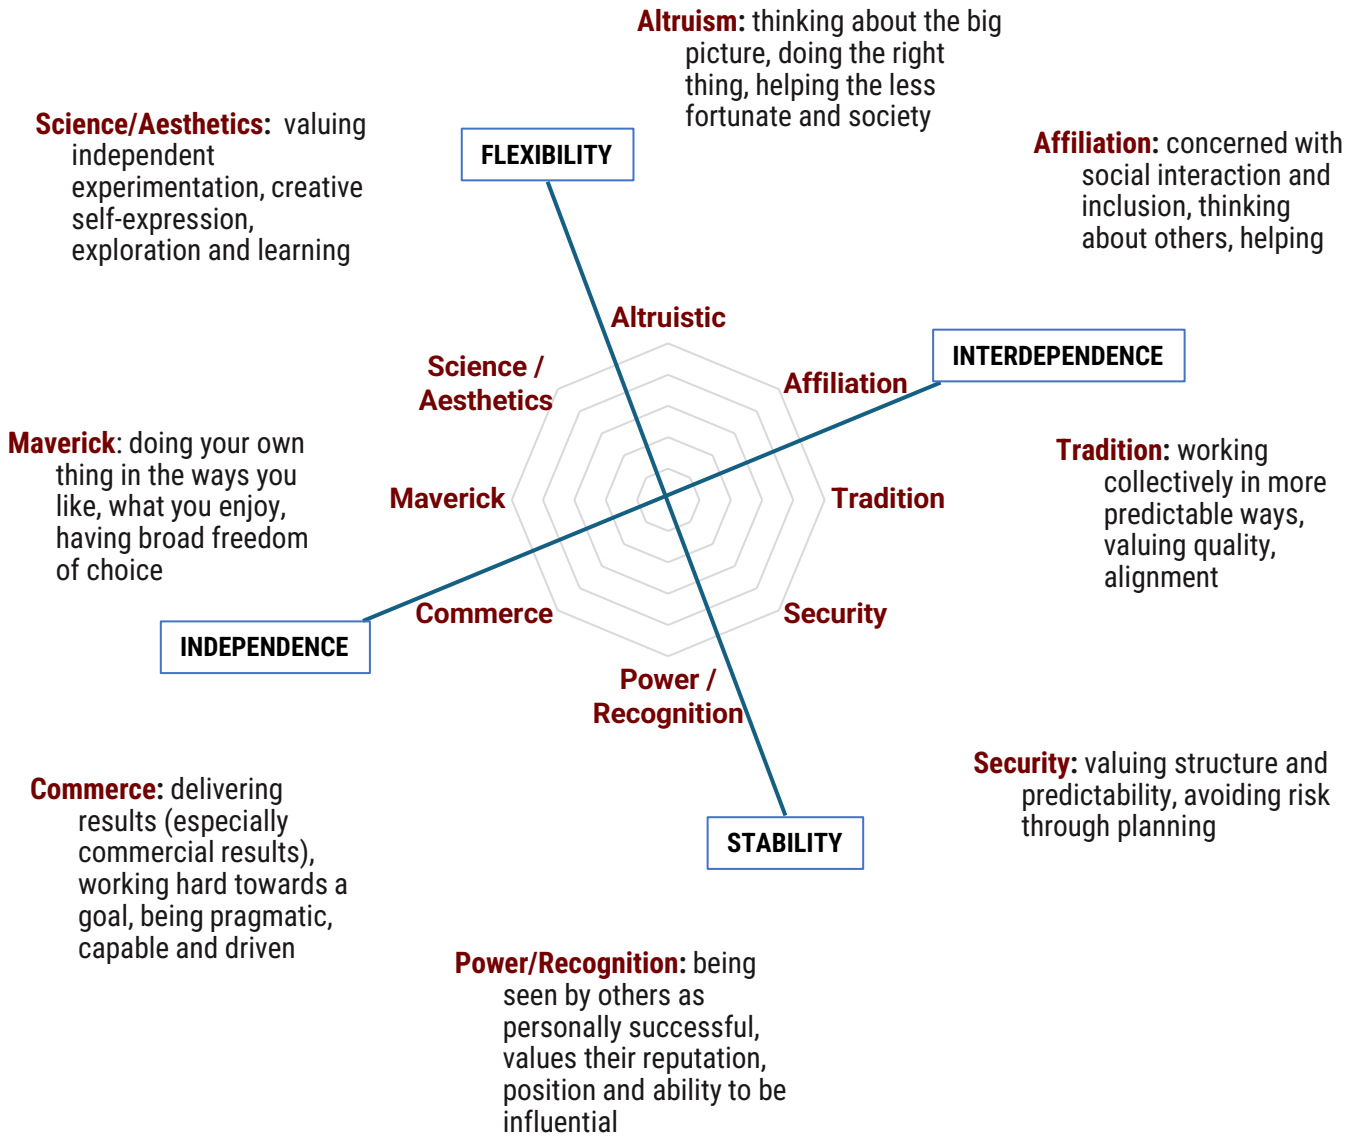 Altruism: thinking about the big
picture, doing the right
thing, helping the less
fortunate and society
Science/Aesthetics: valuing
independent
experimentation, creative
self-expression,
exploration and learning
FLEXIBILITY
Affiliation: concerned with
social interaction and
inclusion, thinking
about others, helping
Altruistic
INTERDEPENDENCE
Science /
Aesthetics
Affiliation
Maverick: doing your own
thing in the ways you
like, what you enjoy,
having broad freedom
of choice
Maverick
Tradition
Tradition: working
collectively in more
predictable ways,
valuing quality,
alignment
Commerce
Security
INDEPENDENCE
Power /
Recognition
Commerce: delivering
results (especially
commercial results),
working hard towards a
goal, being pragmatic,
capable and driven
STABILITY
Security: valuing structure and
predictability, avoiding risk
through planning
Power/Recognition: being
seen by others as
personally successful,
values their reputation,
position and ability to be
influential